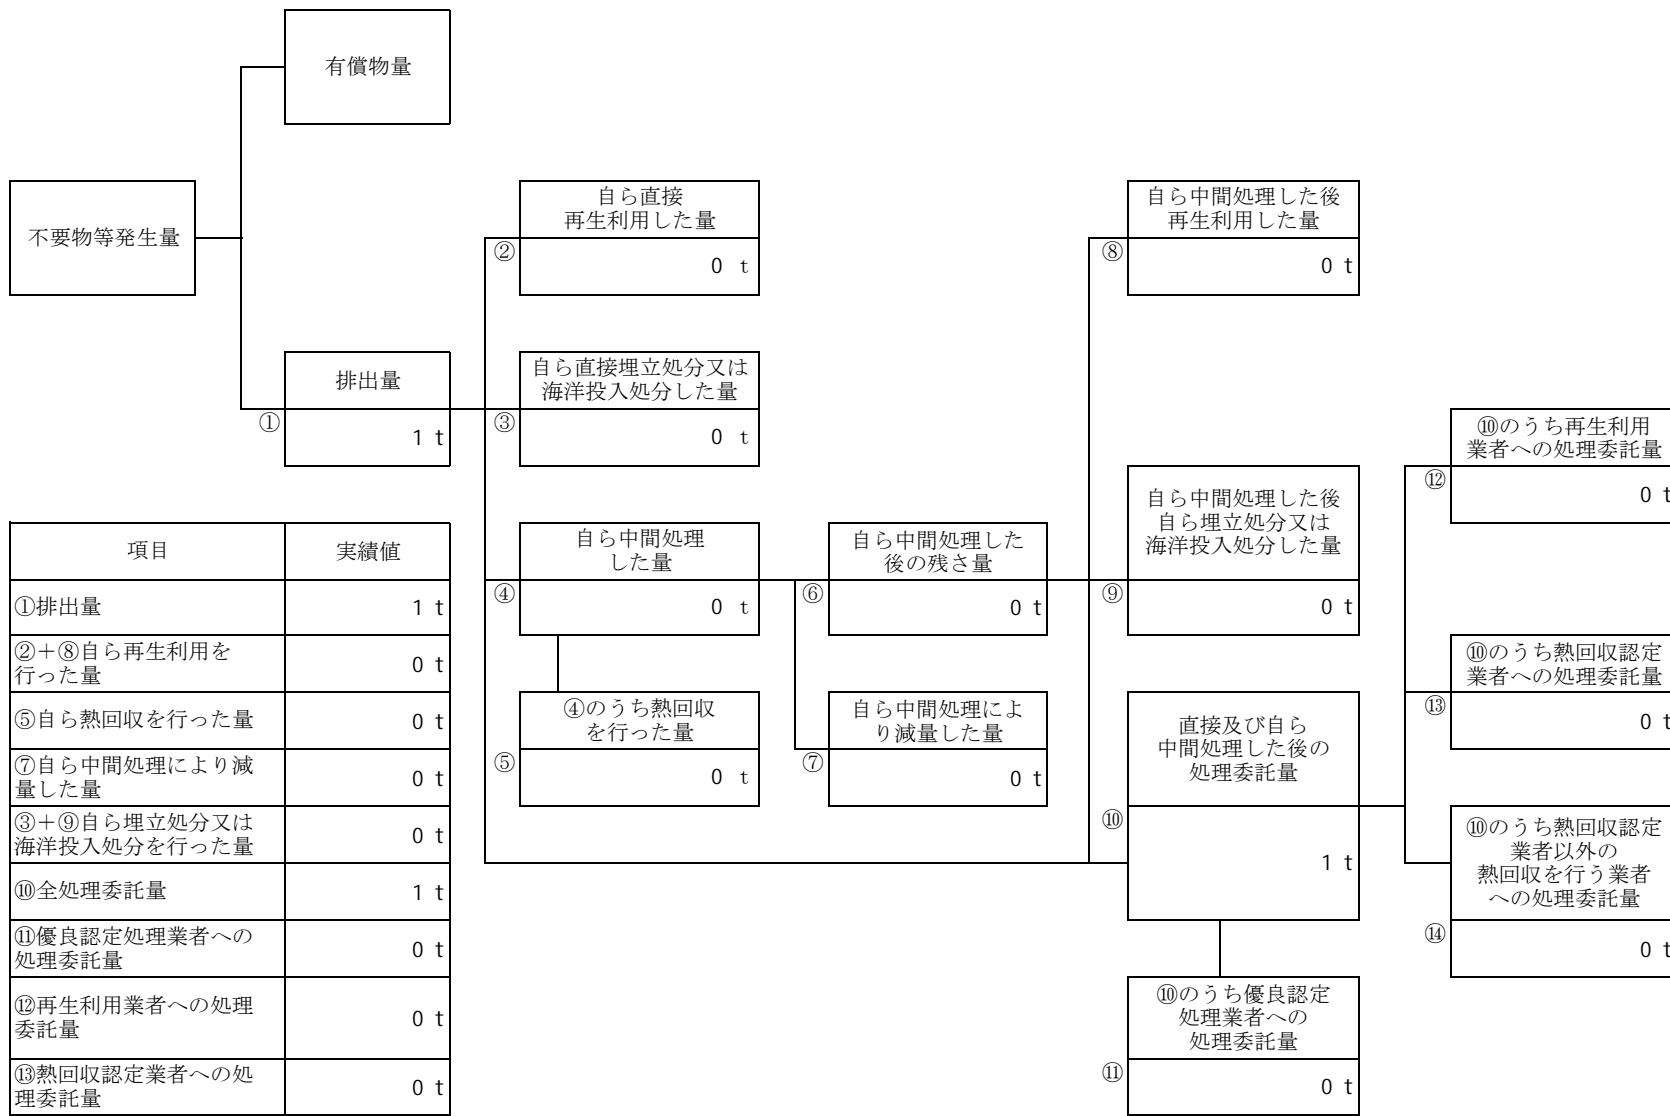 有償物量
不要物等発生量
排出量
①
1 t
自ら直接
再生利用した量
②
0 t
自ら直接埋立処分又は
海洋投入処分した量
③
0 t
自ら中間処理
した量
④
0 t
④のうち熱回収
を行った量
⑤
0 t
自ら中間処理した
後の残さ量
⑥
0 t
自ら中間処理によ
り減量した量
⑦
0 t
自ら中間処理した後
再生利用した量
⑧
0 t
自ら中間処理した後
自ら埋立処分又は
海洋投入処分した量
⑨
0 t
直接及び自ら
中間処理した後の
処理委託量
⑩
1 t
⑩のうち優良認定
処理業者への
処理委託量
⑪
0 t
⑩のうち再生利用
業者への処理委託量
⑫
0 t
⑩のうち熱回収認定
業者への処理委託量
⑬
0 t
⑩のうち熱回収認定
業者以外の
熱回収を行う業者
への処理委託量
⑭
0 t
項目 実績値
①排出量 1 t
②+⑧自ら再生利用を
行った量 0 t
⑤自ら熱回収を行った量 0 t
⑦自ら中間処理により減
量した量 0 t
③+⑨自ら埋立処分又は
海洋投入処分を行った量 0 t
⑩全処理委託量 1 t
⑪優良認定処理業者への
処理委託量 0 t
⑫再生利用業者への処理
委託量 0 t
⑬熱回収認定業者への処
理委託量 0 t